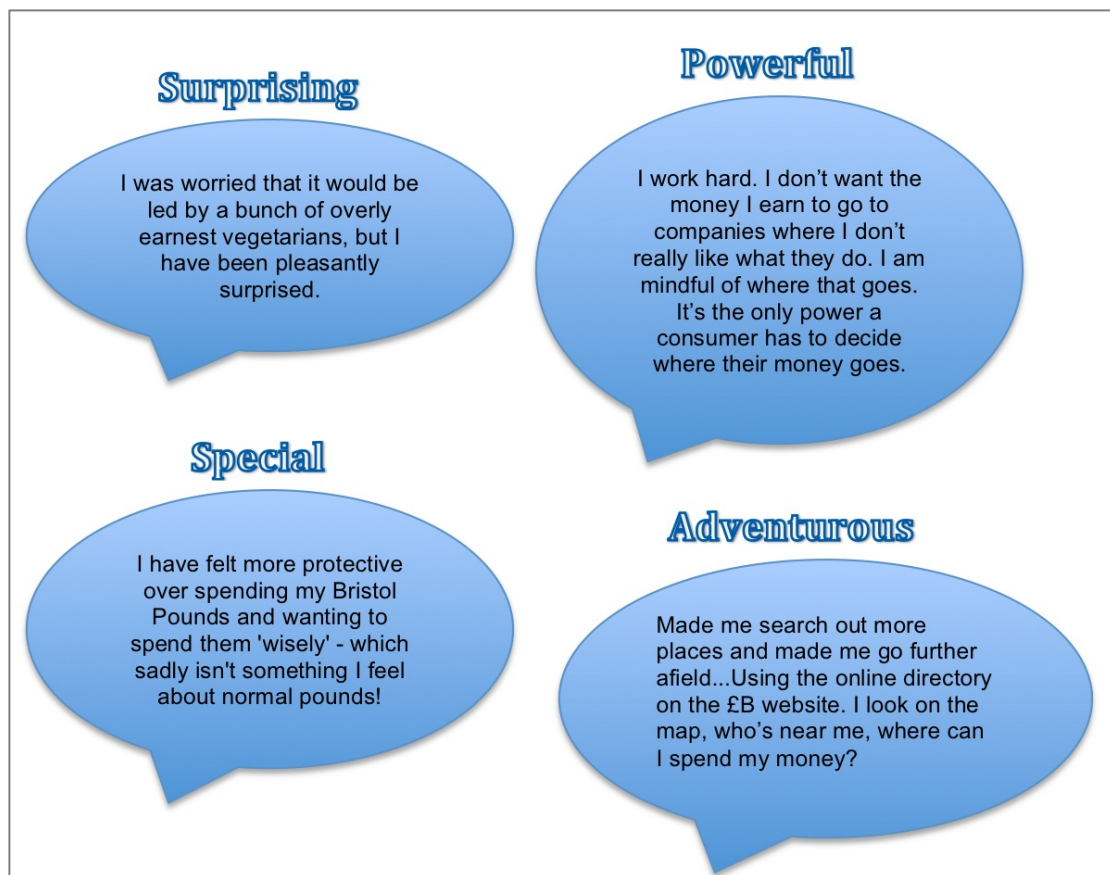 Surprising
I was worried that it would be
led by a bunch of overly
earnest vegetarians, but I
have been pleasantly
surprised.
Powerful
I work hard. I don’t want the
money I earn to go to
companies where I don’t
really like what they do. I am
mindful of where that goes.
It’s the only power a
consumer has to decide
where their money goes.
Special
I have felt more protective
over spending my Bristol
Pounds and wanting to
spend them 'wisely' - which
sadly isn't something I feel
about normal pounds!
Adventurous
Made me search out more
places and made me go further
afield...Using the online directory
on the £B website. I look on the
map, who’s near me, where can
I spend my money?